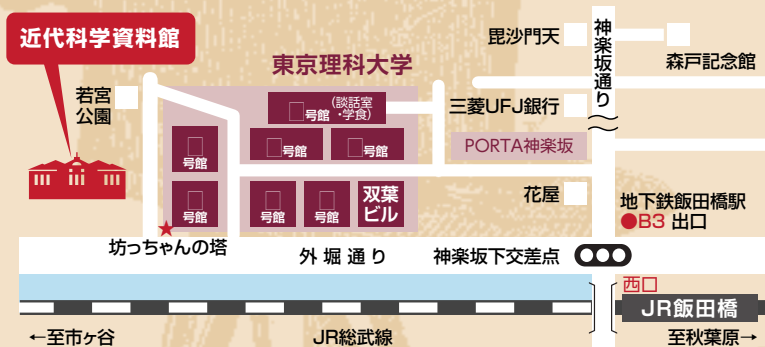 近代科学資料館
毘沙門天
神楽坂通り
森戸記念館
東京理科大学
若宮
公園
(談話室
・学食)
号館
三菱UFJ銀行
号館
号館
号館
PORTA神楽坂
号館
号館
号館
双葉
ビル
花屋
地下鉄飯田橋駅
●B3 出口
坊っちゃんの塔
外堀通り
神楽坂下交差点
西口
JR飯田橋
←至市ヶ谷
JR総武線
至秋葉原→